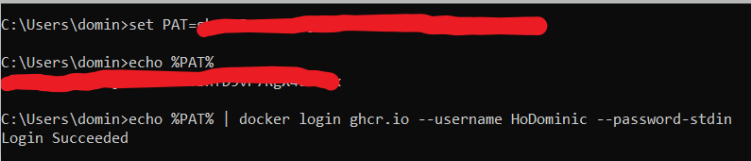 C:\Users\domin>set PAT=
C:\Users\domin>echo %PAT%
C:\Users\domin>echo %PAT% | docker login ghcr.io --username HoDominic --password-stdin
Login Succeeded